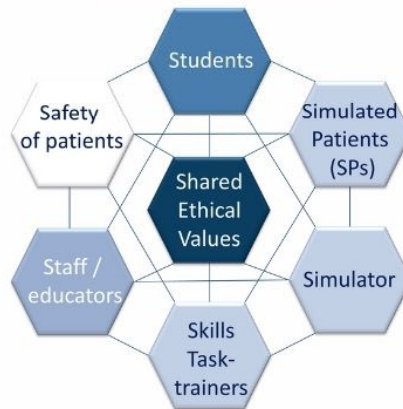 Students
Safety
of patients
Simulated
Patients
(SPs)
Shared
Ethical
Values
Staff /
educators
Simulator
Skills
Task-
trainers